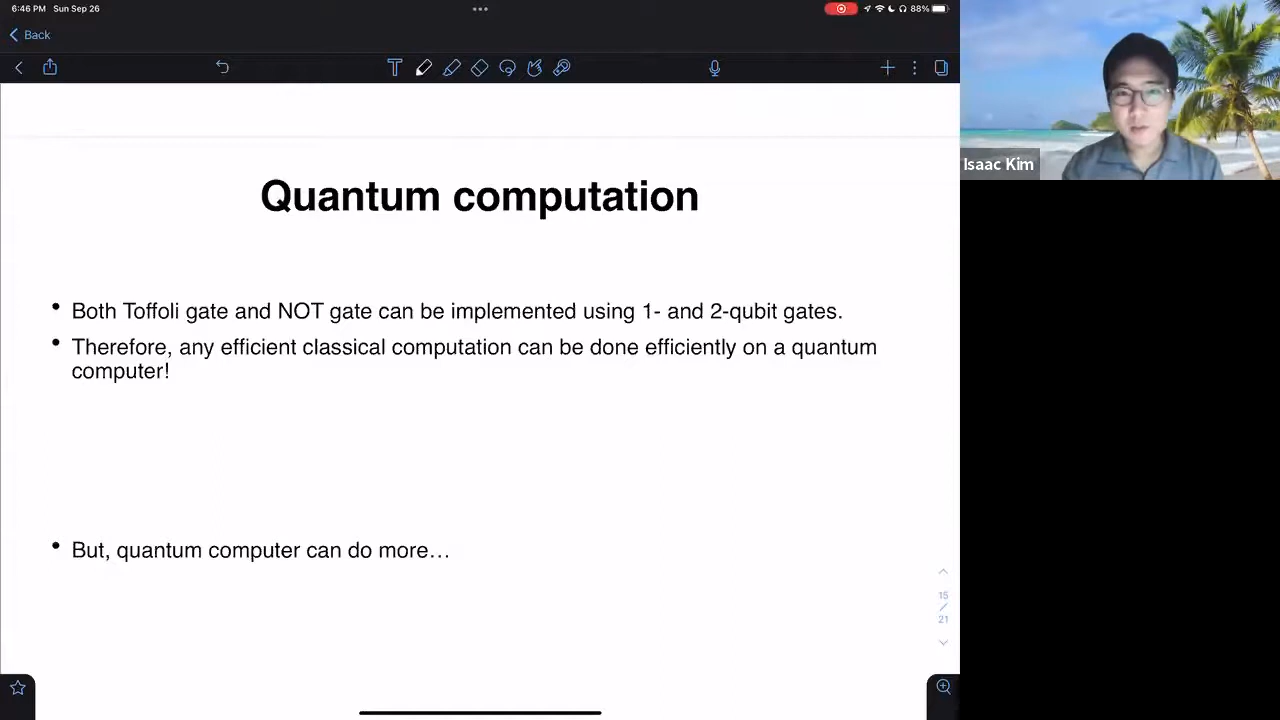 6:46 PM Sun Sep 26
88%
Back
Isaac Kim
Quantum computation
• Both Toffoli gate and NOT gate can be implemented using 1- and 2-qubit gates.
• Therefore, any efficient classical computation can be done efficiently on a quantum
computer!
• But, quantum computer can do more…
15
/
21